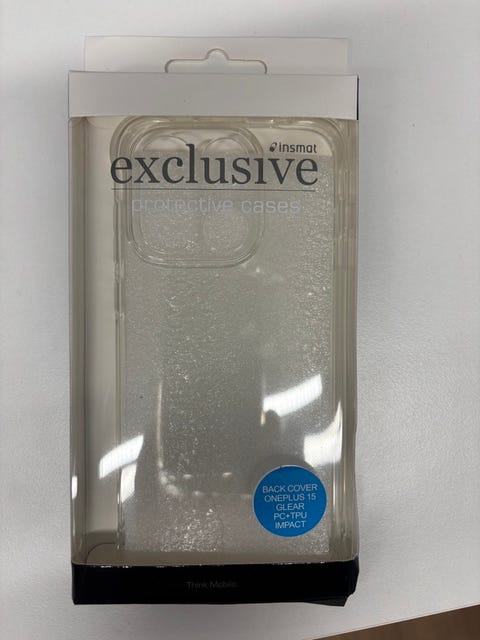 insmat
exclusive
protective cases
BACK COVER
ONEPLUS 15
GLEAR
PC+TPU
IMPACT
Think Mobile